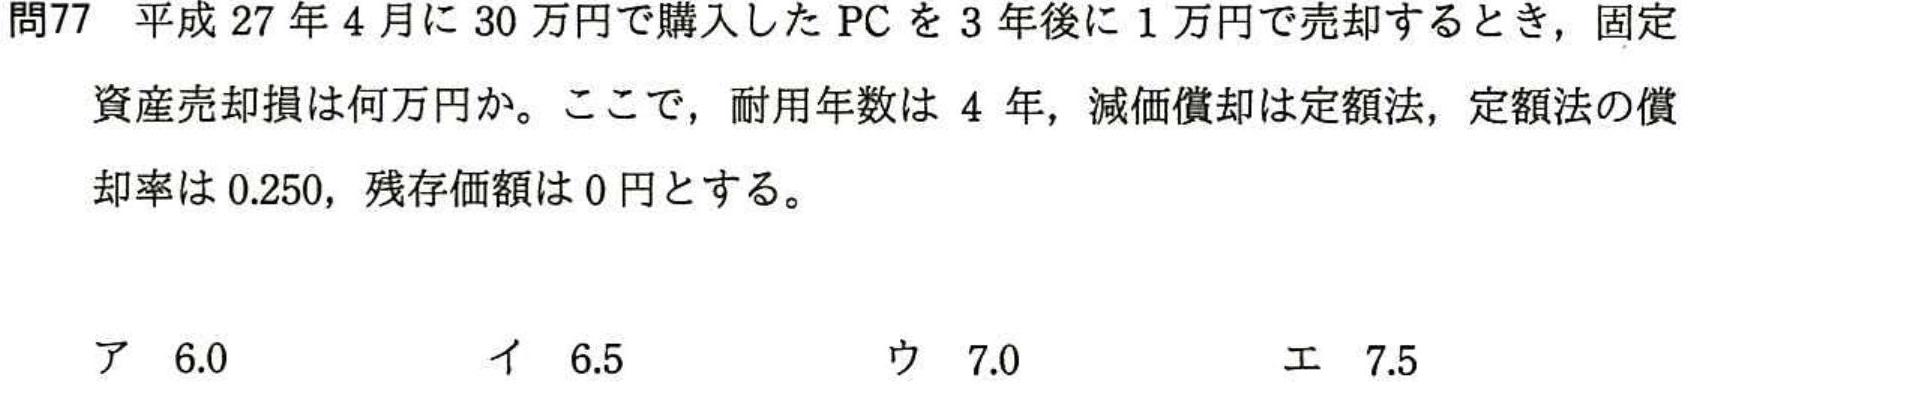 問77 平成 27 年 4 月に 30 万円で購入した PC を 3 年後に 1 万円で売却するとき，固定
資産売却損は何万円か。ここで，耐用年数は 4 年，減価償却は定額法，定額法の償
却率は 0.250，残存価額は 0 円とする。
ア 6.0 イ 6.5 ウ 7.0 エ 7.5